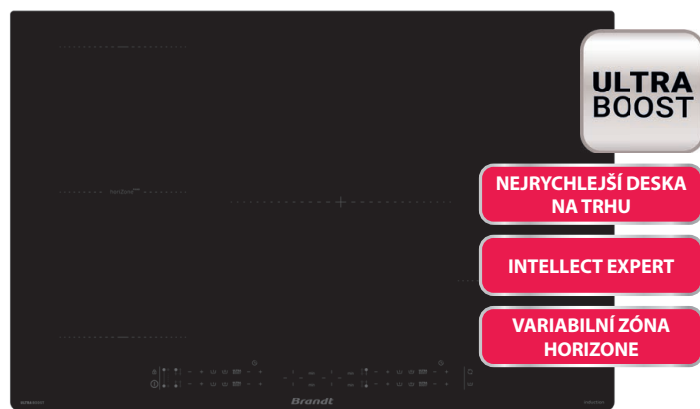 ULTRA
BOOST
NEJRYCHLEJŠÍ DESKA
NA TRHU
INTELLECT EXPERT
VARIABILNÍ ZÓNA
HORIZONE
Brandt